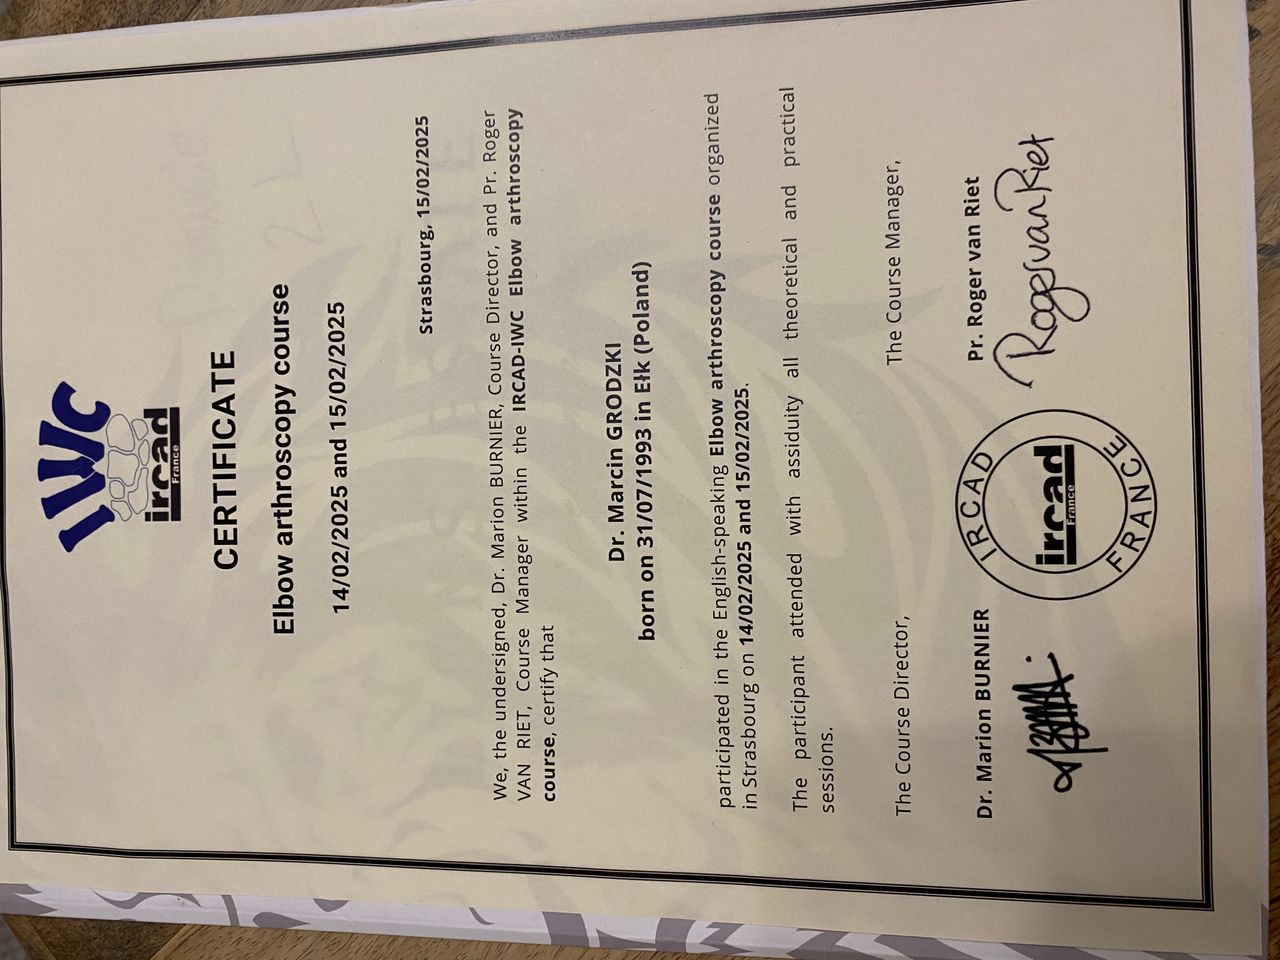 IWC
ircad
France
CERTIFICATE
Elbow arthroscopy course
14/02/2025 and 15/02/2025
Strasbourg, 15/02/2025
We, the undersigned, Dr. Marion BURNIER, Course Director, and Pr. Roger
VAN RIET, Course Manager within the IRCAD-IWC Elbow arthroscopy
course, certify that
Dr. Marcin GRODZKI
born on 31/07/1993 in Ełk (Poland)
participated in the English-speaking Elbow arthroscopy course organized
in Strasbourg on 14/02/2025 and 15/02/2025.
The participant attended with assiduity all theoretical and practical
sessions.
The Course Director,
The Course Manager,
Dr. Marion BURNIER
Pr. Roger van Riet
Roger van Riet
IRCAD
ircad
France
FRANCE